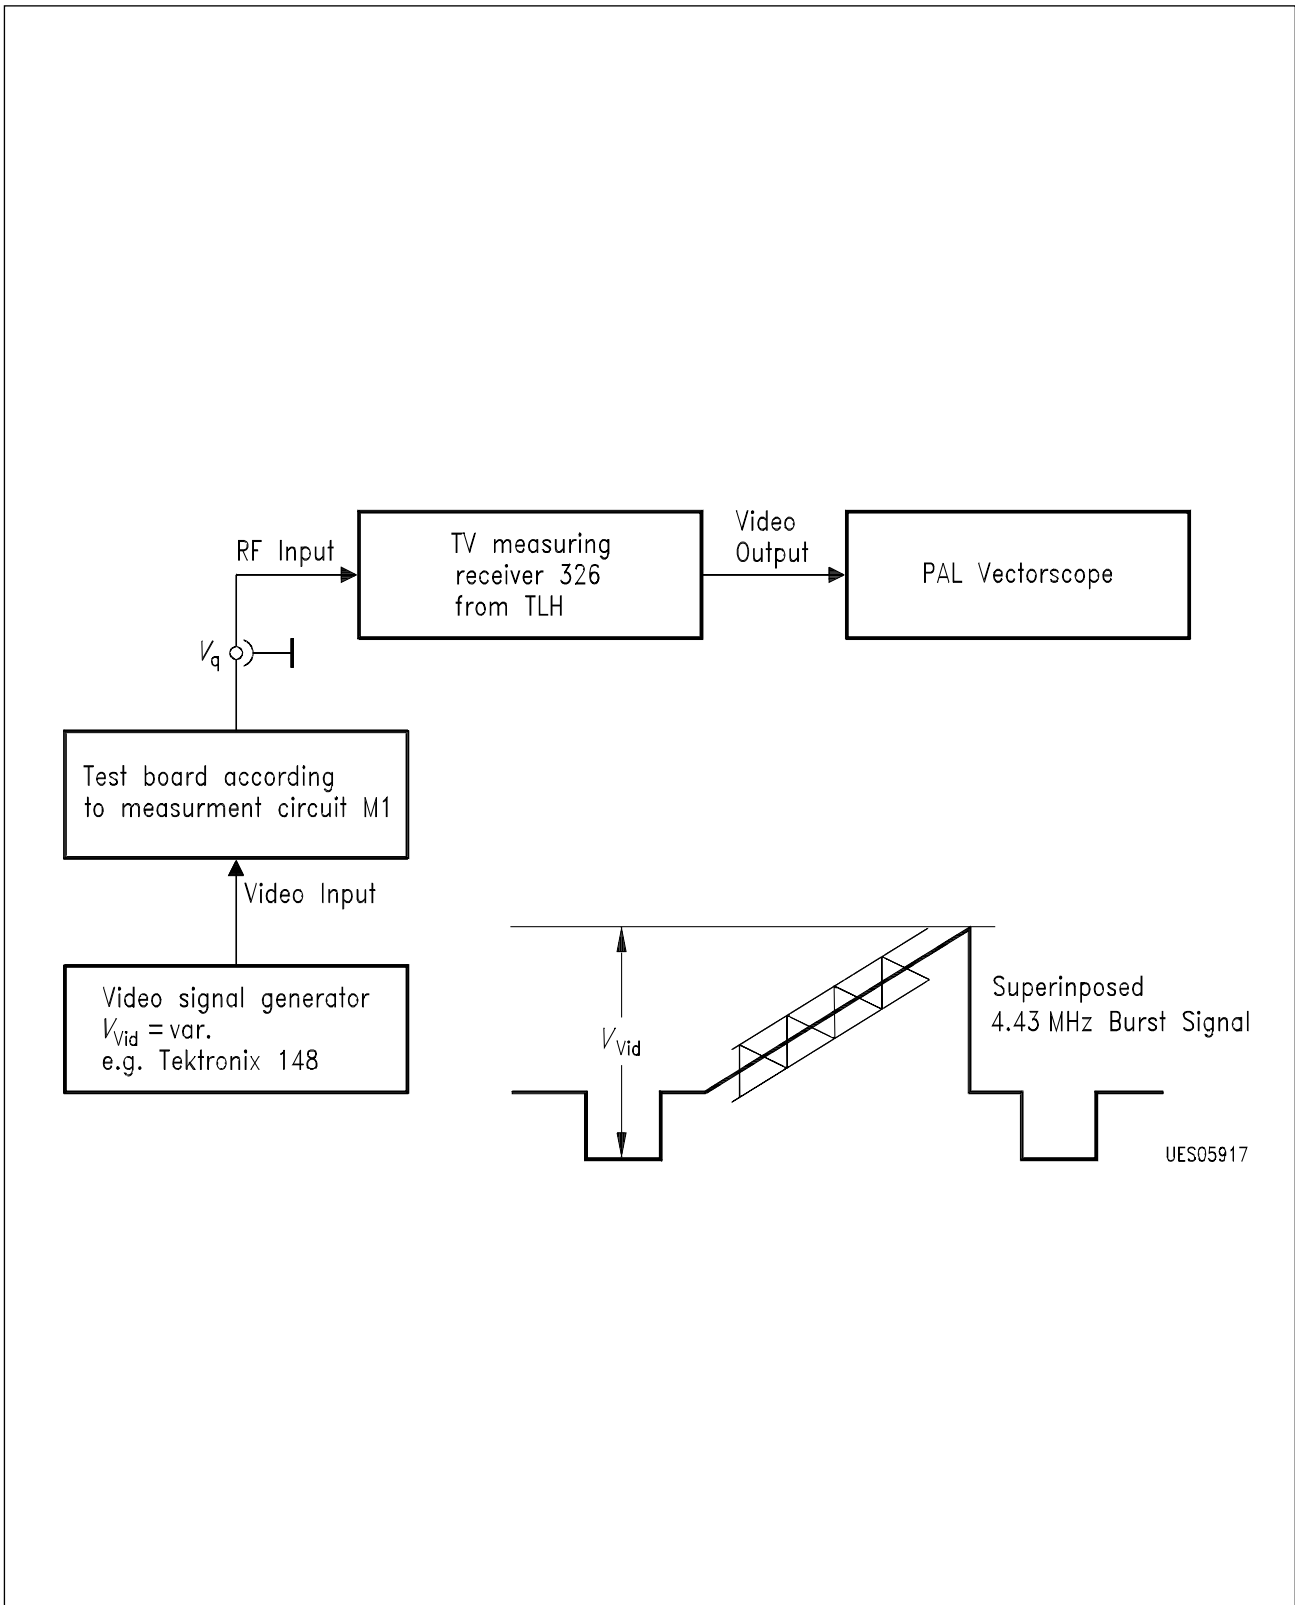 RF Input
TV measuring
receiver 326
from TLH
Video
Output
PAL Vectorscope
Vq
Test board according
to measurment circuit M1
Video Input
Video signal generator
VVid = var.
e.g. Tektronix 148
VVid
Superinposed
4.43 MHz Burst Signal
UES05917